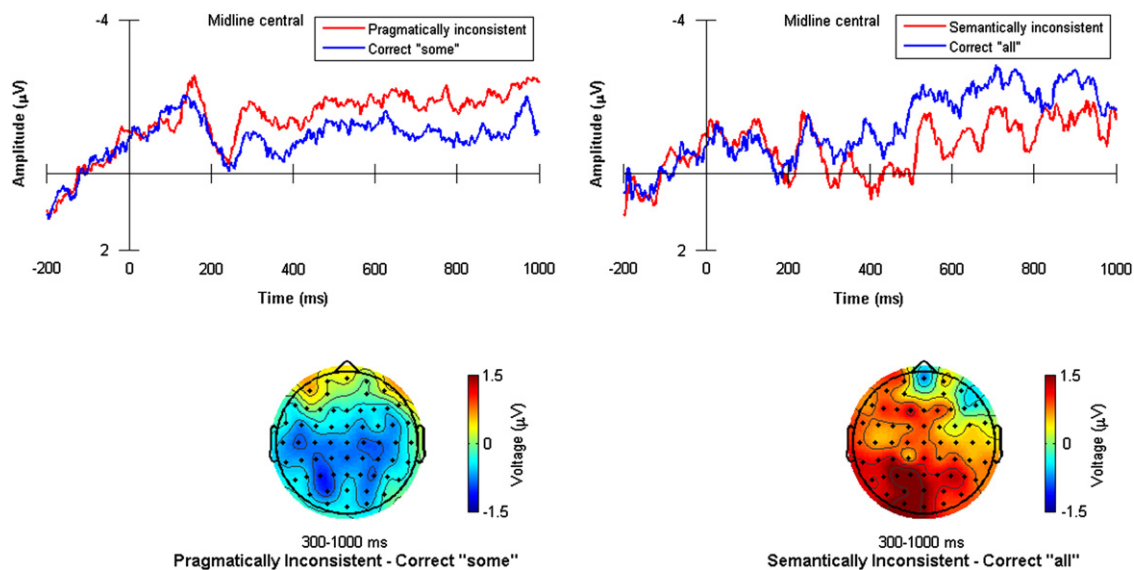 -4
Midline central
Pragmatically inconsistent
Correct "some"
Amplitude (µV)
2
-200
0
200
400
600
800
1000
Time (ms)
-4
Midline central
Semantically inconsistent
Correct "all"
Amplitude (µV)
2
-200
0
200
400
600
800
1000
Time (ms)
1.5
0
-1.5
Voltage (µV)
300-1000 ms
Pragmatically Inconsistent - Correct "some"
1.5
0
-1.5
Voltage (µV)
300-1000 ms
Semantically Inconsistent - Correct "all"